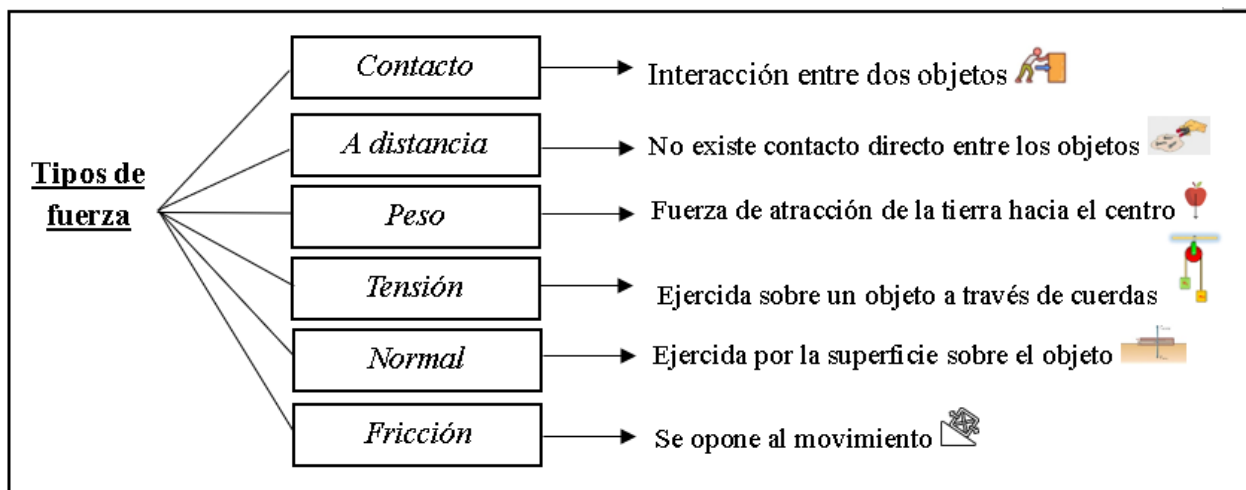 Tipos de
fuerza
Contacto
Interacción entre dos objetos
A distancia
No existe contacto directo entre los objetos
Peso
Fuerza de atracción de la tierra hacia el centro
Tensión
Ejercida sobre un objeto a través de cuerdas
Normal
Ejercida por la superficie sobre el objeto
Fricción
Se opone al movimiento